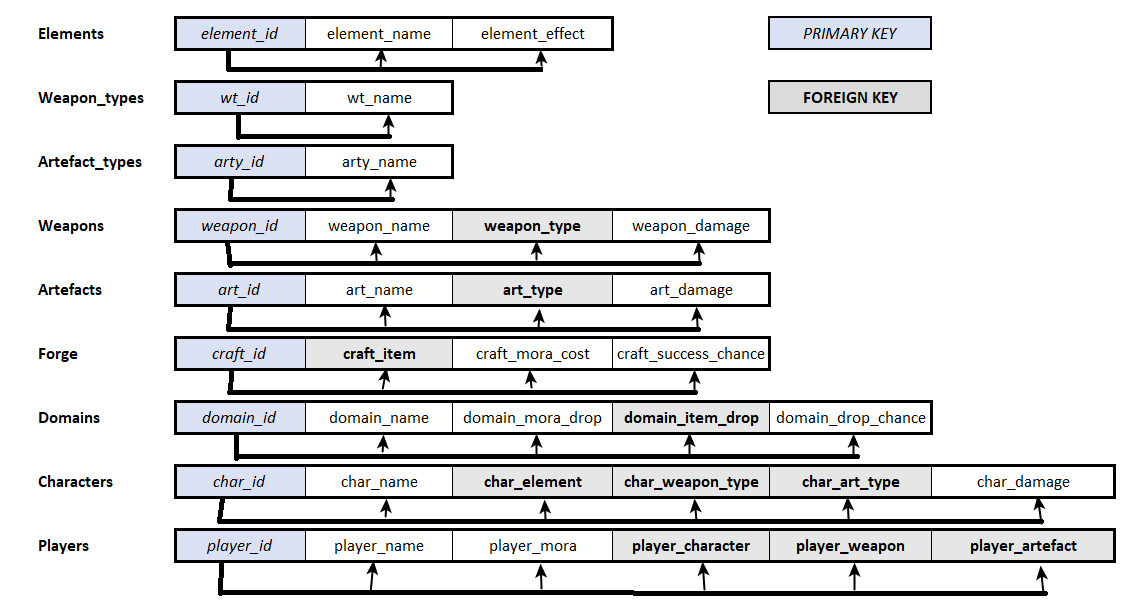 Elements element_id element_name element_effect PRIMARY KEY
Weapon_types wt_id wt_name FOREIGN KEY
Artefact_types arty_id arty_name
Weapons weapon_id weapon_name weapon_type weapon_damage
Artefacts art_id art_name art_type art_damage
Forge craft_id craft_item craft_mora_cost craft_success_chance
Domains domain_id domain_name domain_mora_drop domain_item_drop domain_drop_chance
Characters char_id char_name char_element char_weapon_type char_art_type char_damage
Players player_id player_name player_mora player_character player_weapon player_artefact